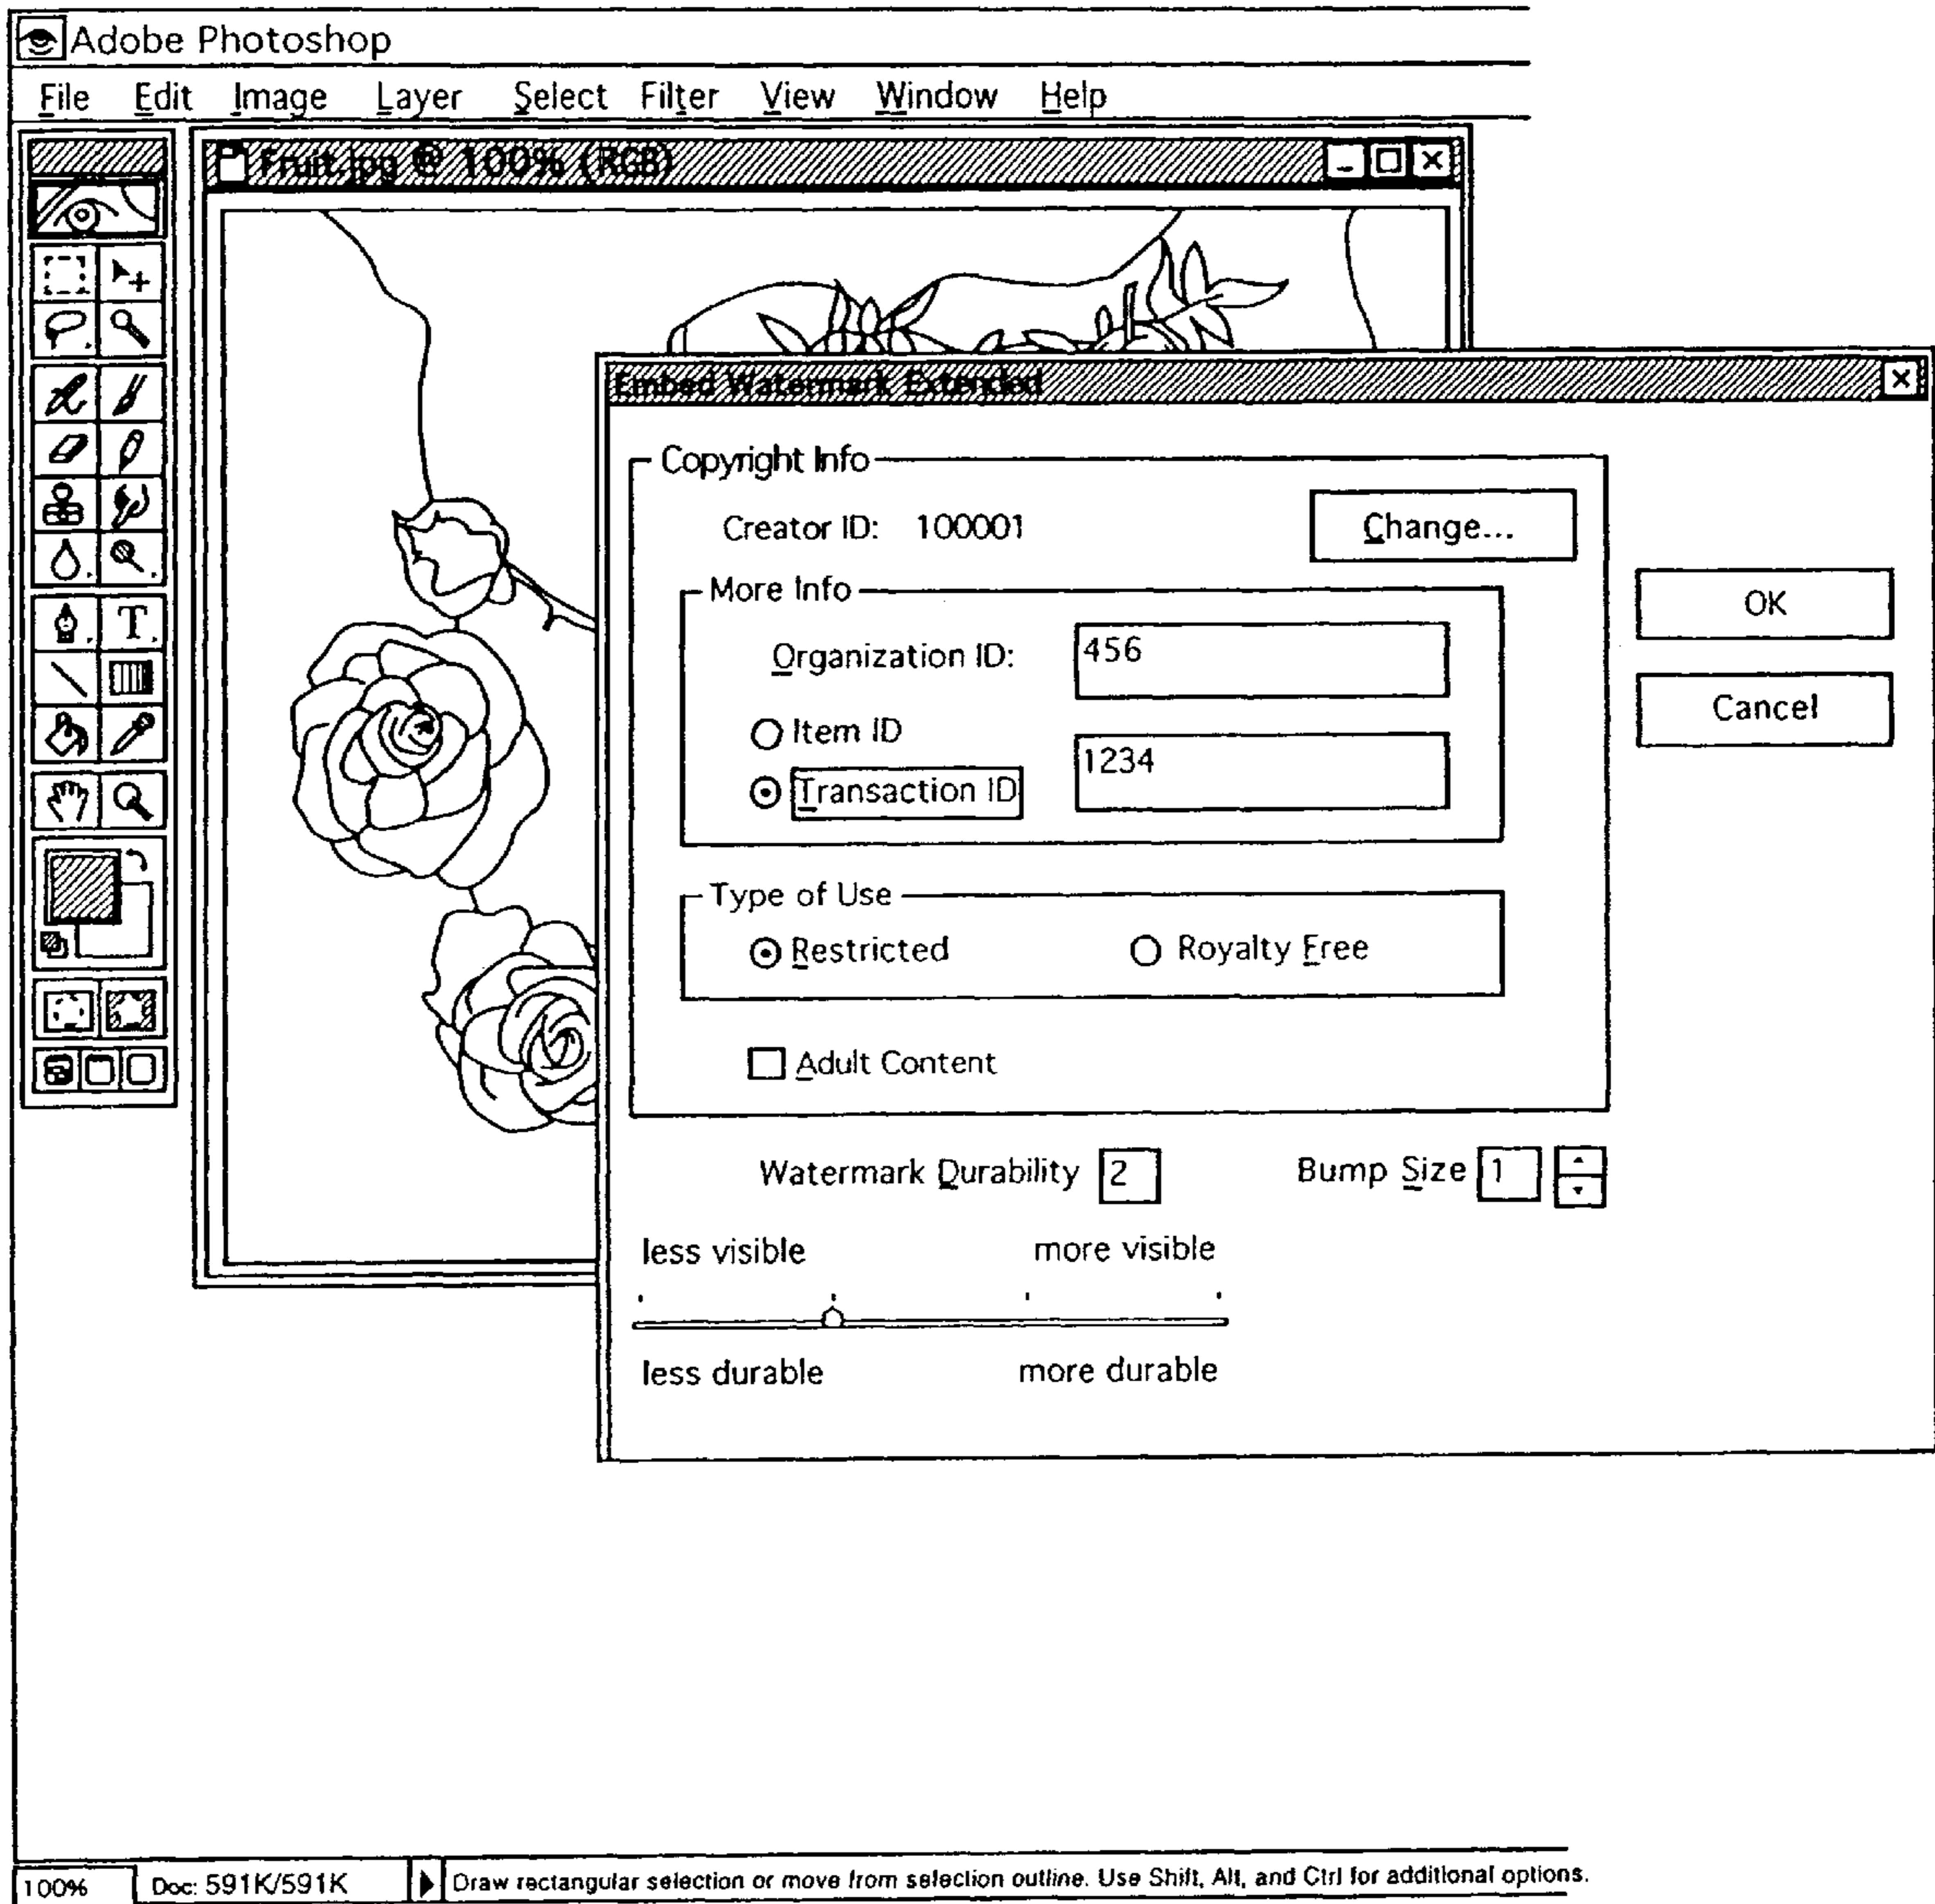 Adobe Photoshop
File Edit Image Layer Select Filter View Window Help
Fruit.jpg @ 100% (RGB)
Embed Watermark Extended
Copyright Info
Creator ID: 100001 Change...
More Info
Organization ID: 456
Item ID
Transaction ID 1234
OK
Cancel
Type of Use
Restricted Royalty Free
Adult Content
Watermark Durability 2 Bump Size 1
less visible more visible
less durable more durable
100% Doc: 591K/591K Draw rectangular selection or move from selection outline. Use Shift, Alt, and Ctrl for additional options.